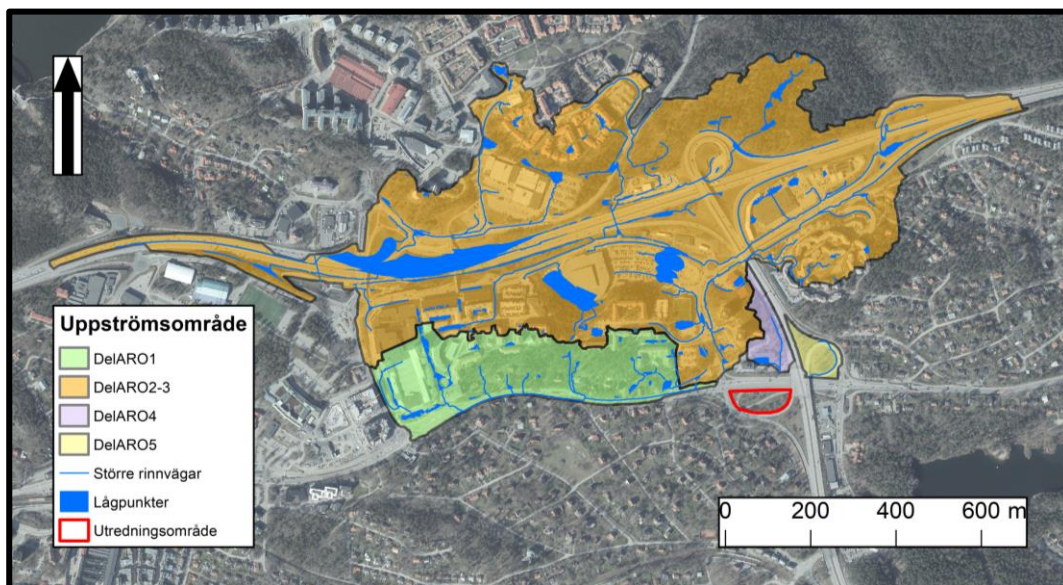 Uppströmsområde
DelARO1
DelARO2-3
DelARO4
DelARO5
Större rinnvägar
Lågpunkter
Utredningsområde
0 200 400 600 m